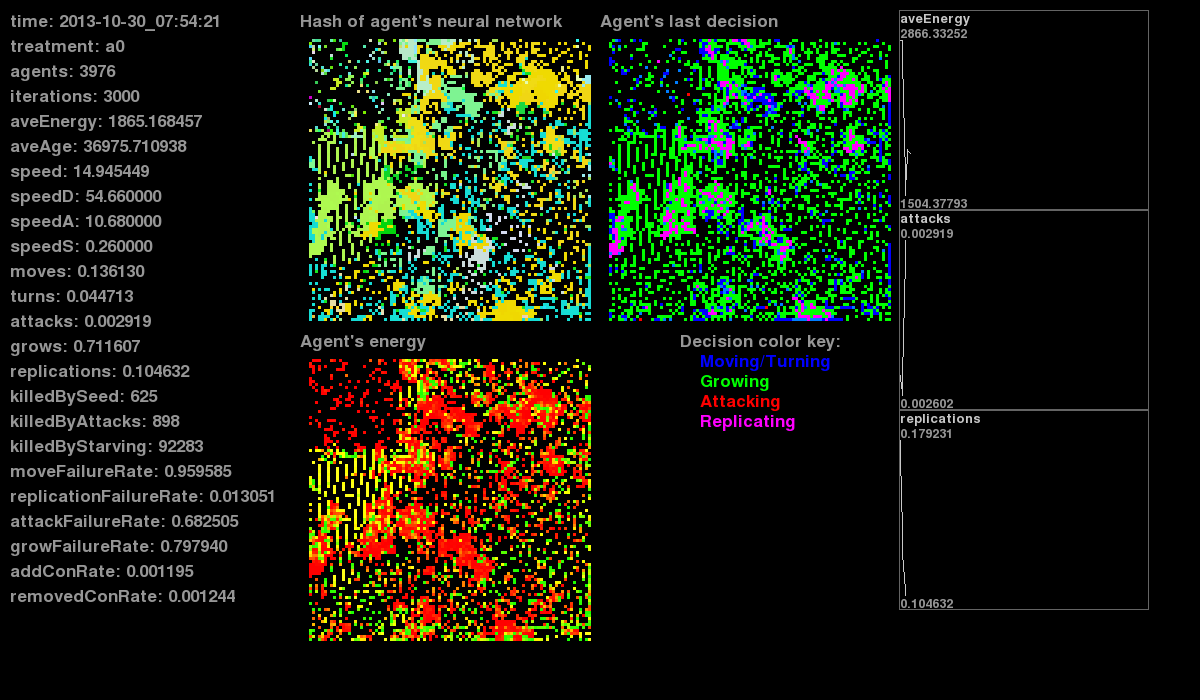 time: 2013-10-30_07:54:21
treatment: a0
agents: 3976
iterations: 3000
aveEnergy: 1865.168457
aveAge: 36975.710938
speed: 14.945449
speedD: 54.660000
speedA: 10.680000
speedS: 0.260000
moves: 0.136130
turns: 0.044713
attacks: 0.002919
grows: 0.711607
replications: 0.104632
killedBySeed: 625
killedByAttacks: 898
killedByStarving: 92283
moveFailureRate: 0.959585
replicationFailureRate: 0.013051
attackFailureRate: 0.682505
growFailureRate: 0.797940
addConRate: 0.001195
removedConRate: 0.001244
Hash of agent's neural network
Agent's last decision
Agent's energy
Decision color key:
Moving/Turning
Growing
Attacking
Replicating
aveEnergy
2866.33252
1504.37793
attacks
0.002919
0.002602
replications
0.179231
0.104632